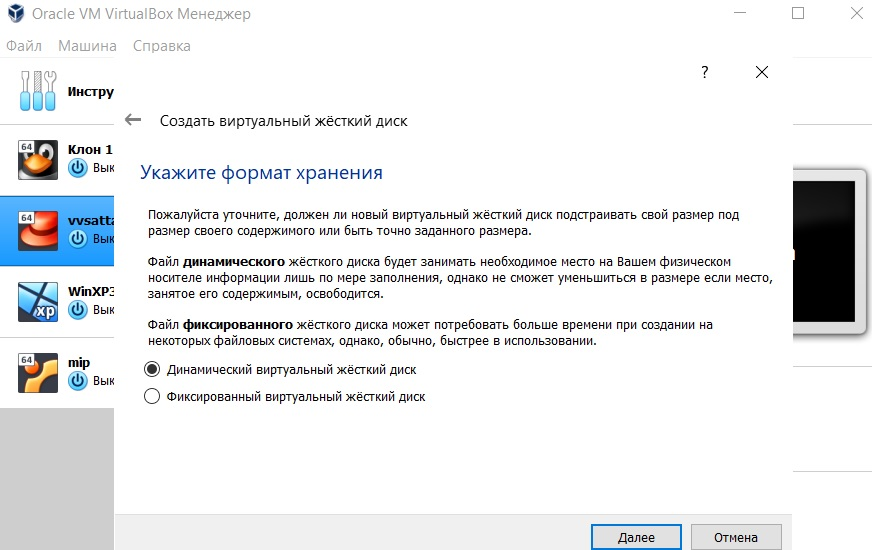 Oracle VM VirtualBox Менеджер
Файл Машина Справка
?
Инстру
Создать виртуальный жёсткий диск
64
Клон 1
Вык
Укажите формат хранения
64
vvsatta
Вык
Пожалуйста уточните, должен ли новый виртуальный жёсткий диск подстраивать свой размер под
размер своего содержимого или быть точно заданного размера.
Файл динамического жёсткого диска будет занимать необходимое место на Вашем физическом
носителе информации лишь по мере заполнения, однако не сможет уменьшиться в размере если место,
занятое его содержимым, освободится.
WinXP3
xp
Вык
Файл фиксированного жёсткого диска может потребовать больше времени при создании на
некоторых файловых системах, однако, обычно, быстрее в использовании.
64
mip
Вык
Динамический виртуальный жёсткий диск
Фиксированный виртуальный жёсткий диск
Далее Отмена